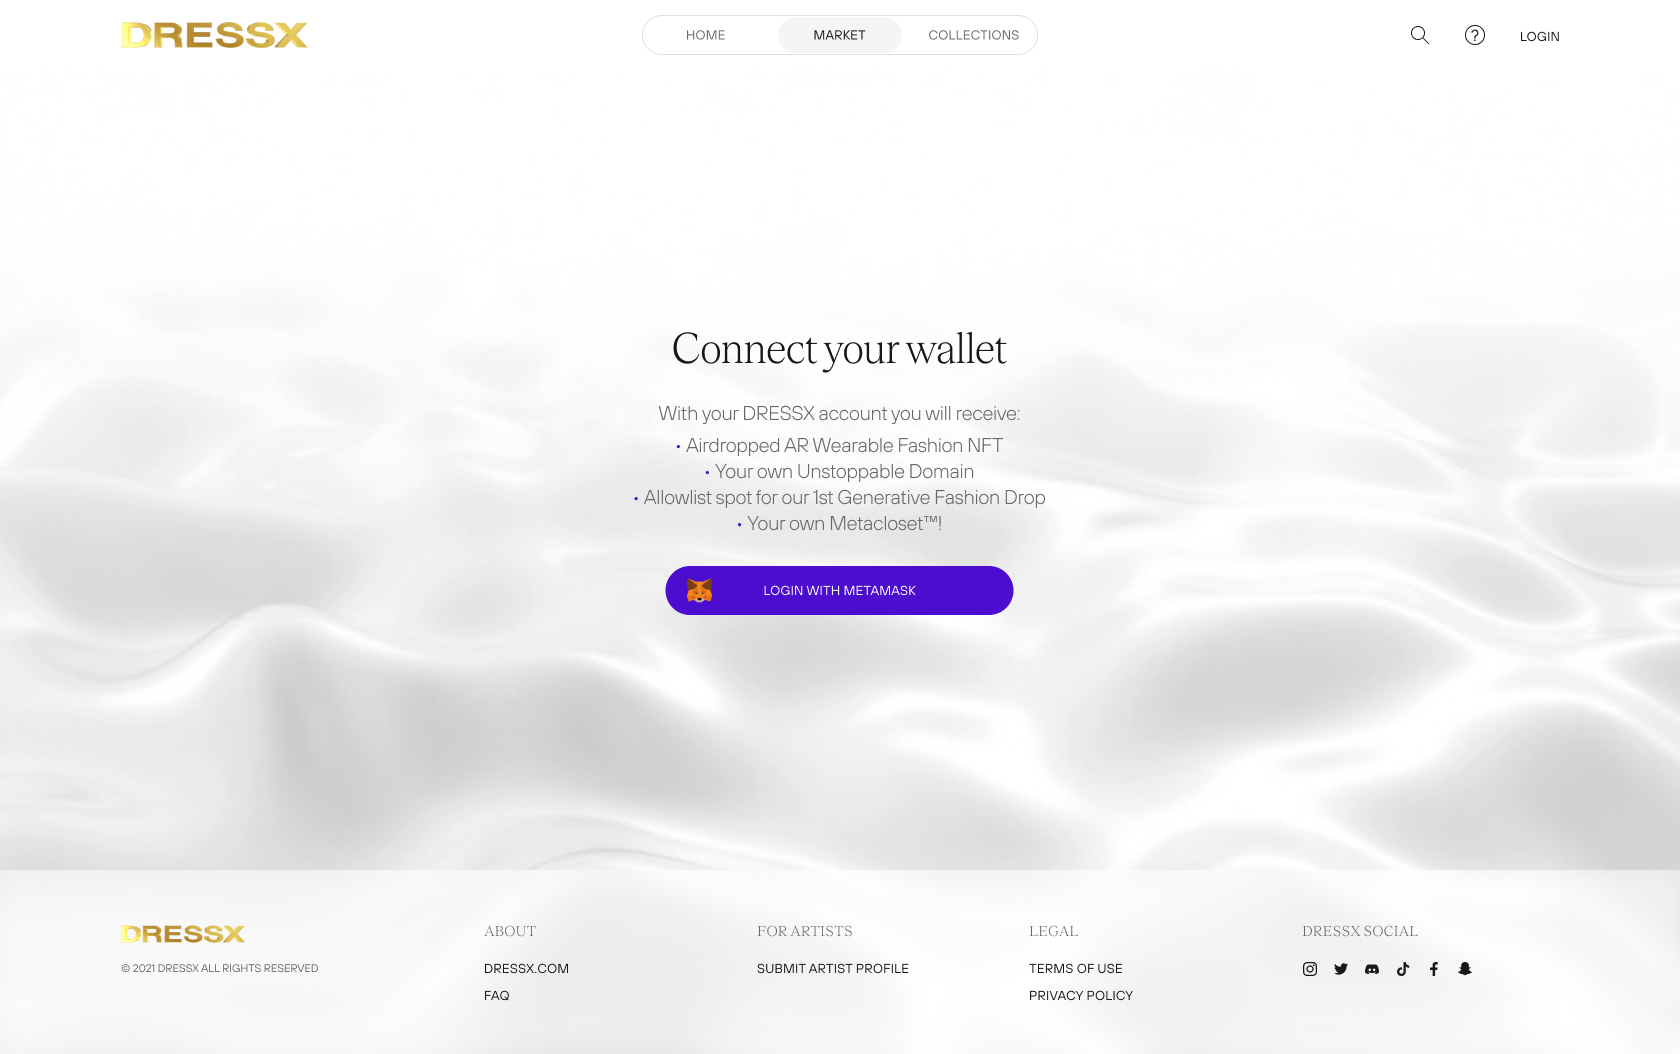 DRESSX
HOME
MARKET
COLLECTIONS
LOGIN
Connect your wallet
With your DRESSX account you will receive:
• Airdropped AR Wearable Fashion NFT
• Your own Unstoppable Domain
• Allowlist spot for our 1st Generative Fashion Drop
• Your own Metacloset™!
LOGIN WITH METAMASK
DRESSX
© 2021 DRESSX ALL RIGHTS RESERVED
ABOUT
DRESSX.COM
FAQ
FOR ARTISTS
SUBMIT ARTIST PROFILE
LEGAL
TERMS OF USE
PRIVACY POLICY
DRESSX SOCIAL